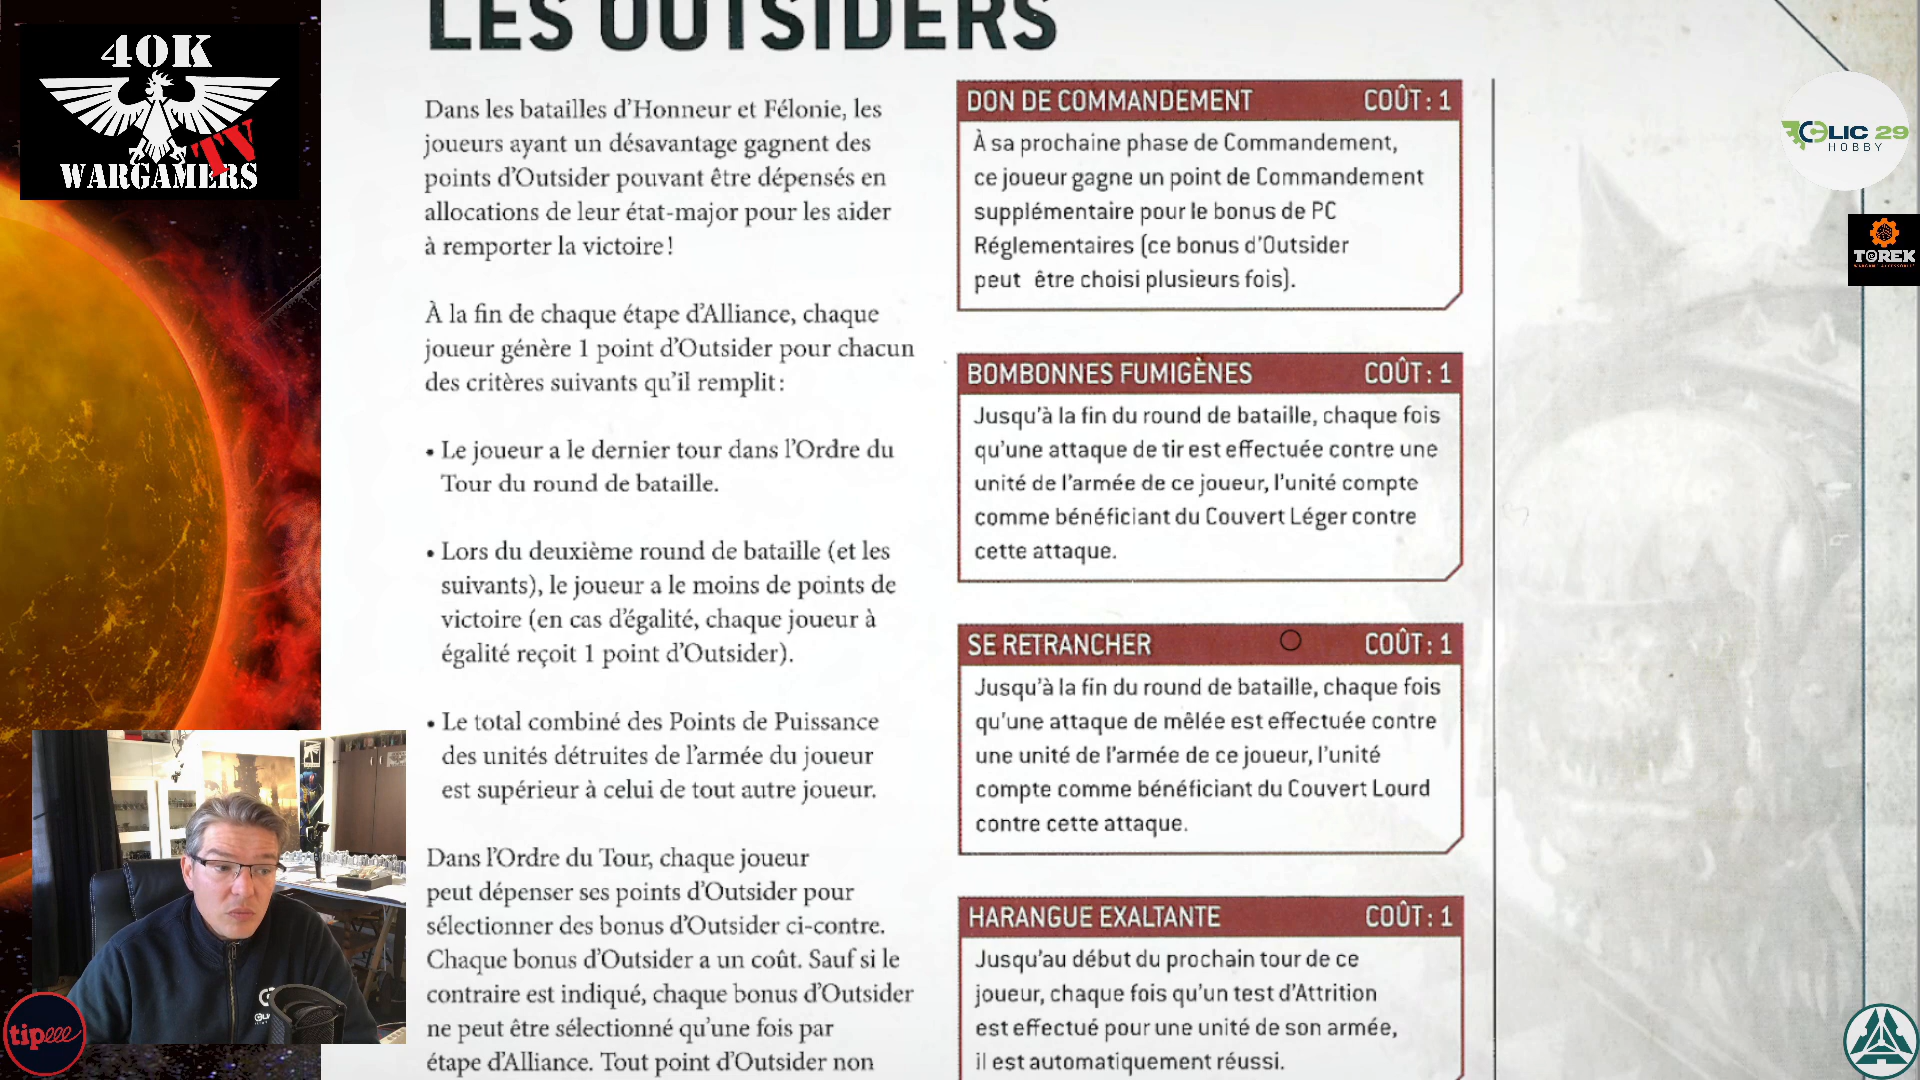 LES OUTSIDERS
40K
WARGAMERS
TV
Dans les batailles d'Honneur et Félonie, les
joueurs ayant un désavantage gagnent des
points d'Outsider pouvant être dépensés en
allocations de leur état-major pour les aider
à remporter la victoire !
À la fin de chaque étape d'Alliance, chaque
joueur génère 1 point d'Outsider pour chacun
des critères suivants qu'il remplit :
• Le joueur a le dernier tour dans l'Ordre du
Tour du round de bataille.
• Lors du deuxième round de bataille (et les
suivants), le joueur a le moins de points de
victoire (en cas d'égalité, chaque joueur à
égalité reçoit 1 point d'Outsider).
• Le total combiné des Points de Puissance
des unités détruites de l'armée du joueur
est supérieur à celui de tout autre joueur.
Dans l'Ordre du Tour, chaque joueur
peut dépenser ses points d'Outsider pour
sélectionner des bonus d'Outsider ci-contre.
Chaque bonus d'Outsider a un coût. Sauf si le
contraire est indiqué, chaque bonus d'Outsider
ne peut être sélectionné qu'une fois par
étape d'Alliance. Tout point d'Outsider non
DON DE COMMANDEMENT COÛT : 1
À sa prochaine phase de Commandement,
ce joueur gagne un point de Commandement
supplémentaire pour le bonus de PC
Réglementaires (ce bonus d'Outsider
peut être choisi plusieurs fois).
BOMBONNES FUMIGÈNES COÛT : 1
Jusqu'à la fin du round de bataille, chaque fois
qu'une attaque de tir est effectuée contre une
unité de l'armée de ce joueur, l'unité compte
comme bénéficiant du Couvert Léger contre
cette attaque.
SE RETRANCHER COÛT : 1
Jusqu'à la fin du round de bataille, chaque fois
qu'une attaque de mêlée est effectuée contre
une unité de l'armée de ce joueur, l'unité
compte comme bénéficiant du Couvert Lourd
contre cette attaque.
HARANGUE EXALTANTE COÛT : 1
Jusqu'au début du prochain tour de ce
joueur, chaque fois qu'un test d'Attrition
est effectué pour une unité de son armée,
il est automatiquement réussi.
CLIC 29
HOBBY
TOREK
tipeee